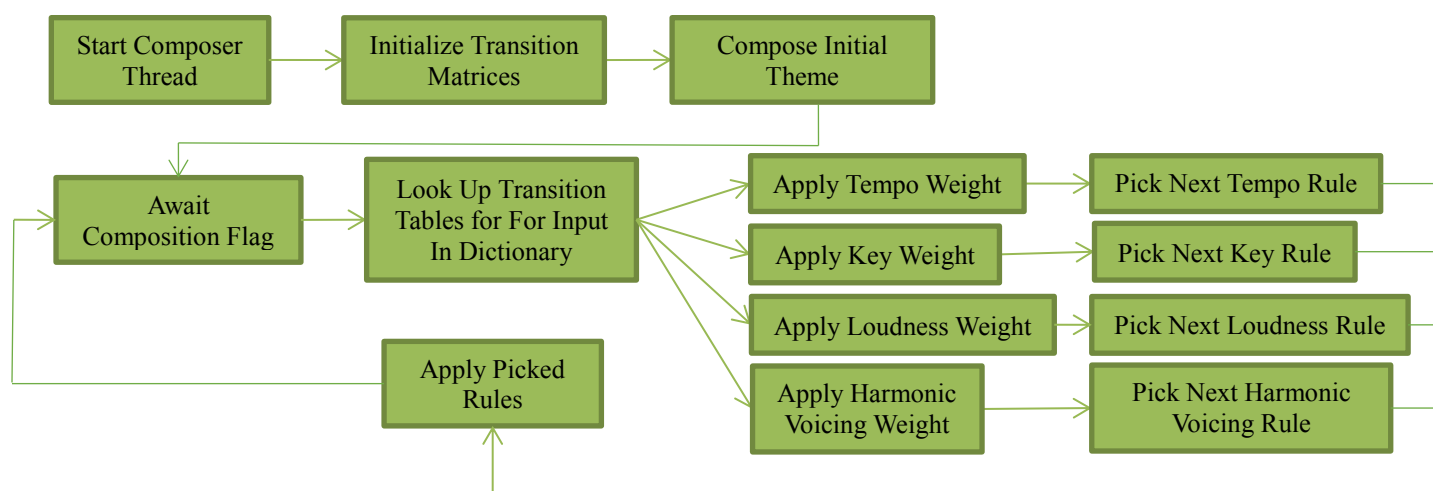 Start Composer
Thread
Initialize Transition
Matrices
Compose Initial
Theme
Await
Composition Flag
Look Up Transition
Tables for For Input
In Dictionary
Apply Tempo Weight
Pick Next Tempo Rule
Apply Key Weight
Pick Next Key Rule
Apply Loudness Weight
Pick Next Loudness Rule
Apply Harmonic
Voicing Weight
Pick Next Harmonic
Voicing Rule
Apply Picked
Rules